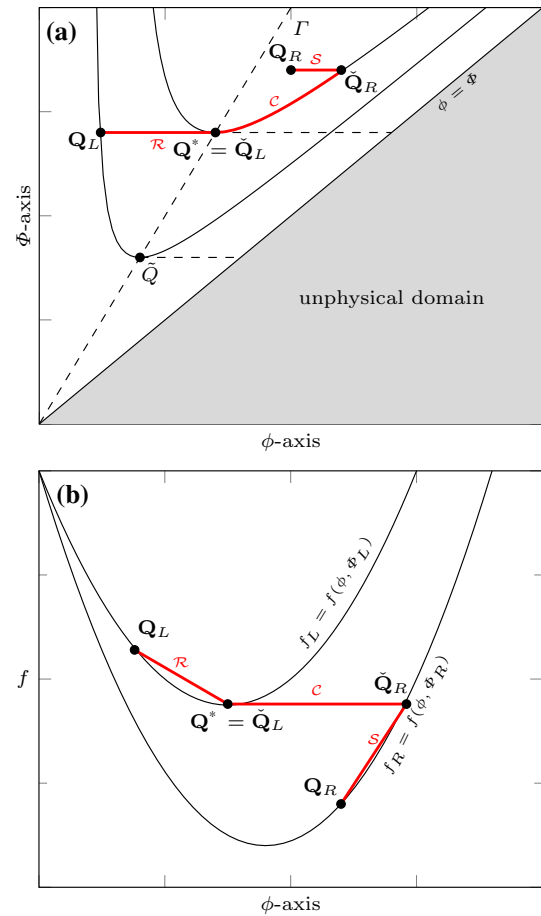 (a)
Γ
Q_R
𝒮
Q̌_R
𝒞
ϕ = Φ
Q_L
ℛ
Q* = Q̌_L
Q̃
Φ-axis
unphysical domain
ϕ-axis
(b)
f_L = f(ϕ, Φ_L)
Q_L
ℛ
f
𝒞
Q̌_R
Q* = Q̌_L
𝒮
f_R = f(ϕ, Φ_R)
Q_R
ϕ-axis